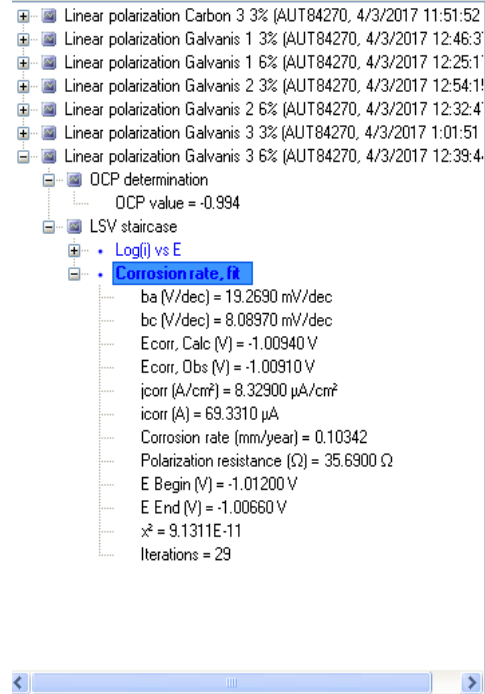 Linear polarization Carbon 3 3% (AUT84270, 4/3/2017 11:51:52
Linear polarization Galvanis 1 3% (AUT84270, 4/3/2017 12:46:3
Linear polarization Galvanis 1 6% (AUT84270, 4/3/2017 12:25:1
Linear polarization Galvanis 2 3% (AUT84270, 4/3/2017 12:54:1
Linear polarization Galvanis 2 6% (AUT84270, 4/3/2017 12:32:4
Linear polarization Galvanis 3 3% (AUT84270, 4/3/2017 1:01:51
Linear polarization Galvanis 3 6% (AUT84270, 4/3/2017 12:39:4
OCP determination
OCP value = -0.994
LSV staircase
Log(i) vs E
Corrosion rate, fit
ba (V/dec) = 19.2690 mV/dec
bc (V/dec) = 8.08970 mV/dec
Ecorr, Calc (V) = -1.00940 V
Ecorr, Obs (V) = -1.00910 V
jcorr (A/cm²) = 8.32900 µA/cm²
icorr (A) = 69.3310 µA
Corrosion rate (mm/year) = 0.10342
Polarization resistance (Ω) = 35.6900 Ω
E Begin (V) = -1.01200 V
E End (V) = -1.00660 V
χ² = 9.1311E-11
Iterations = 29